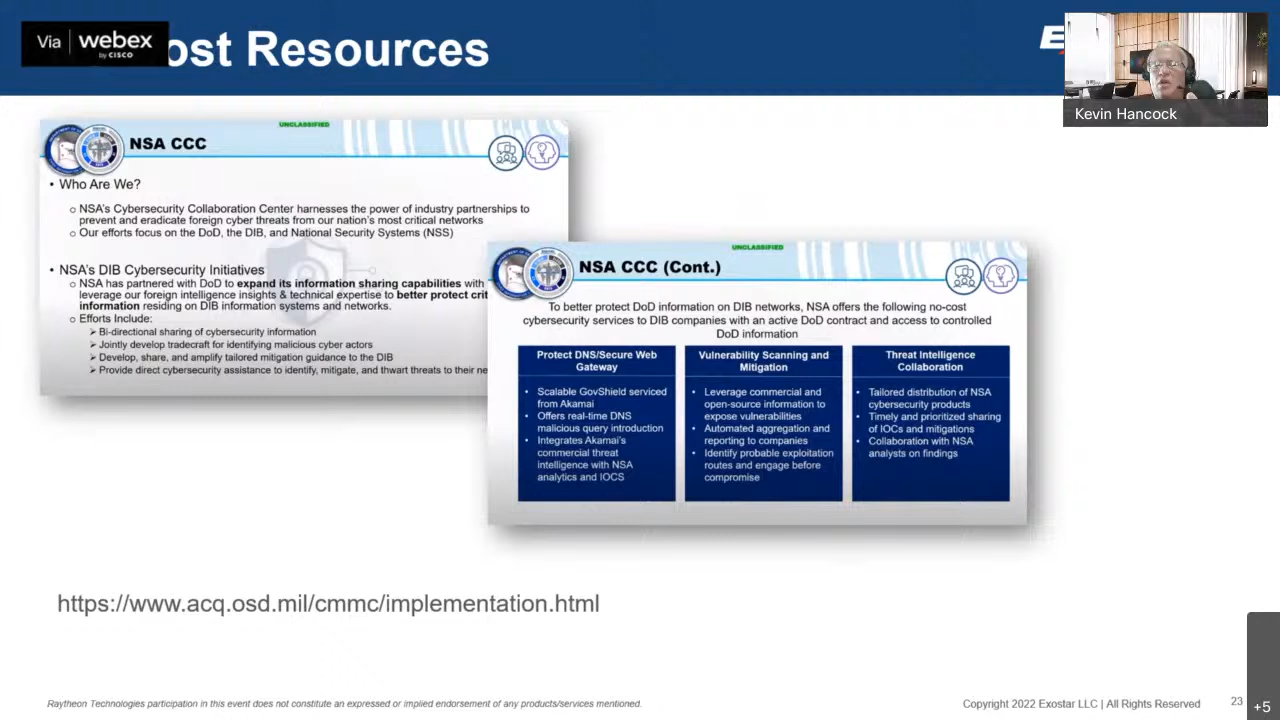 Via webex
by CISCO
ost Resources
Kevin Hancock
UNCLASSIFIED
NSA CCC
• Who Are We?
o NSA's Cybersecurity Collaboration Center harnesses the power of industry partnerships to
prevent and eradicate foreign cyber threats from our nation's most critical networks
o Our efforts focus on the DoD, the DIB, and National Security Systems (NSS)
• NSA's DIB Cybersecurity Initiatives
o NSA has partnered with DoD to expand its information sharing capabilities with
leverage our foreign intelligence insights & technical expertise to better protect crit
information residing on DIB information systems and networks.
o Efforts Include:
➢ Bi-directional sharing of cybersecurity information
➢ Jointly develop tradecraft for identifying malicious cyber actors
➢ Develop, share, and amplify tailored mitigation guidance to the DIB
➢ Provide direct cybersecurity assistance to identify, mitigate, and thwart threats to their ne
UNCLASSIFIED
NSA CCC (Cont.)
To better protect DoD information on DIB networks, NSA offers the following no-cost
cybersecurity services to DIB companies with an active DoD contract and access to controlled
DoD information
Protect DNS/Secure Web
Gateway
• Scalable GovShield serviced
from Akamai
• Offers real-time DNS
malicious query introduction
• Integrates Akamai's
commercial threat
intelligence with NSA
analytics and IOCS
Vulnerability Scanning and
Mitigation
• Leverage commercial and
open-source information to
expose vulnerabilities
• Automated aggregation and
reporting to companies
• Identify probable exploitation
routes and engage before
compromise
Threat Intelligence
Collaboration
• Tailored distribution of NSA
cybersecurity products
• Timely and prioritized sharing
of IOCs and mitigations
• Collaboration with NSA
analysts on findings
https://www.acq.osd.mil/cmmc/implementation.html
Raytheon Technologies participation in this event does not constitute an expressed or implied endorsement of any products/services mentioned.
Copyright 2022 Exostar LLC | All Rights Reserved
23
+5